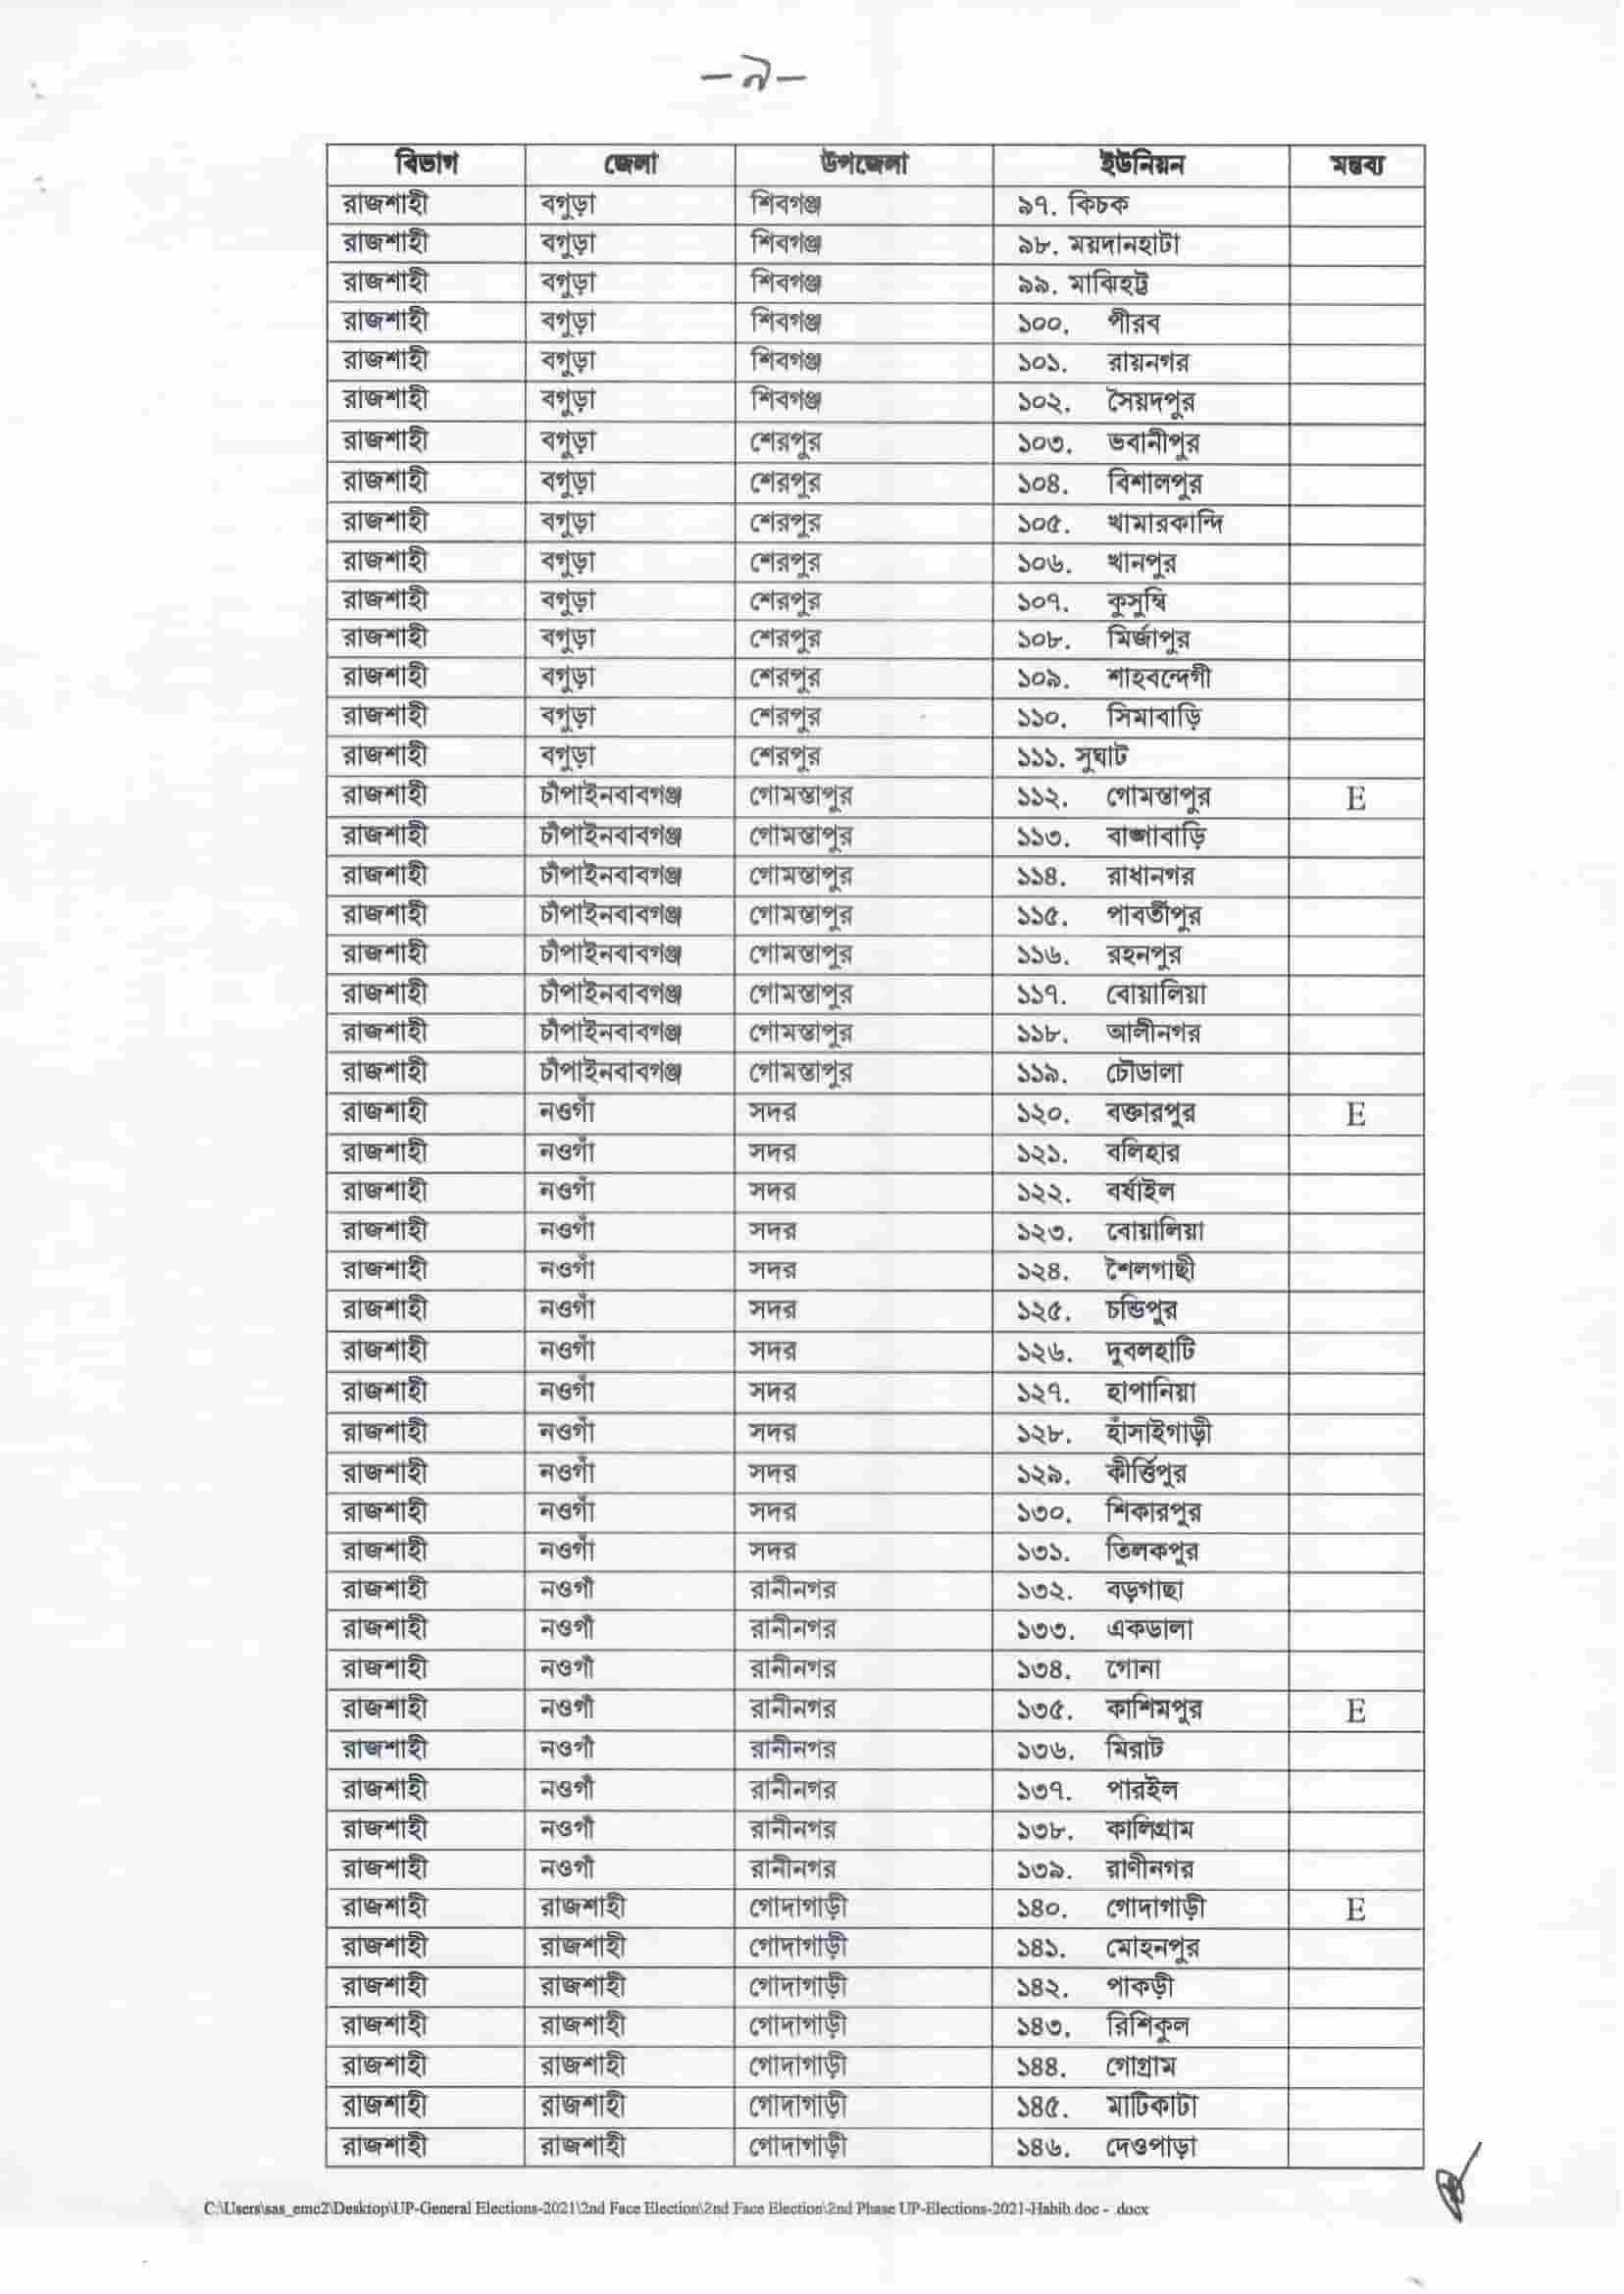 -৯-
বিভাগ জেলা উপজেলা ইউনিয়ন মন্তব্য
রাজশাহী বগুড়া শিবগঞ্জ ৯৭. কিচক
রাজশাহী বগুড়া শিবগঞ্জ ৯৮. ময়দানহাটা
রাজশাহী বগুড়া শিবগঞ্জ ৯৯. মাঝিহট্ট
রাজশাহী বগুড়া শিবগঞ্জ ১০০. পীরব
রাজশাহী বগুড়া শিবগঞ্জ ১০১. রায়নগর
রাজশাহী বগুড়া শিবগঞ্জ ১০২. সৈয়দপুর
রাজশাহী বগুড়া শেরপুর ১০৩. ভবানীপুর
রাজশাহী বগুড়া শেরপুর ১০৪. বিশালপুর
রাজশাহী বগুড়া শেরপুর ১০৫. খামারকান্দি
রাজশাহী বগুড়া শেরপুর ১০৬. খানপুর
রাজশাহী বগুড়া শেরপুর ১০৭. কুসুম্বি
রাজশাহী বগুড়া শেরপুর ১০৮. মির্জাপুর
রাজশাহী বগুড়া শেরপুর ১০৯. শাহবন্দেগী
রাজশাহী বগুড়া শেরপুর ১১০. সিমাবাড়ি
রাজশাহী বগুড়া শেরপুর ১১১. সুঘাট
রাজশাহী চাঁপাইনবাবগঞ্জ গোমস্তাপুর ১১২. গোমস্তাপুর E
রাজশাহী চাঁপাইনবাবগঞ্জ গোমস্তাপুর ১১৩. বাঙ্গাবাড়ি
রাজশাহী চাঁপাইনবাবগঞ্জ গোমস্তাপুর ১১৪. রাধানগর
রাজশাহী চাঁপাইনবাবগঞ্জ গোমস্তাপুর ১১৫. পাবর্তীপুর
রাজশাহী চাঁপাইনবাবগঞ্জ গোমস্তাপুর ১১৬. রহনপুর
রাজশাহী চাঁপাইনবাবগঞ্জ গোমস্তাপুর ১১৭. বোয়ালিয়া
রাজশাহী চাঁপাইনবাবগঞ্জ গোমস্তাপুর ১১৮. আলীনগর
রাজশাহী চাঁপাইনবাবগঞ্জ গোমস্তাপুর ১১৯. চৌডালা
রাজশাহী নওগাঁ সদর ১২০. বক্তারপুর E
রাজশাহী নওগাঁ সদর ১২১. বলিহার
রাজশাহী নওগাঁ সদর ১২২. বর্ষাইল
রাজশাহী নওগাঁ সদর ১২৩. বোয়ালিয়া
রাজশাহী নওগাঁ সদর ১২৪. শৈলগাছী
রাজশাহী নওগাঁ সদর ১২৫. চন্ডিপুর
রাজশাহী নওগাঁ সদর ১২৬. দুবলহাটি
রাজশাহী নওগাঁ সদর ১২৭. হাপানিয়া
রাজশাহী নওগাঁ সদর ১২৮. হাঁসাইগাড়ী
রাজশাহী নওগাঁ সদর ১২৯. কীর্ত্তিপুর
রাজশাহী নওগাঁ সদর ১৩০. শিকারপুর
রাজশাহী নওগাঁ সদর ১৩১. তিলকপুর
রাজশাহী নওগাঁ রানীনগর ১৩২. বড়গাছা
রাজশাহী নওগাঁ রানীনগর ১৩৩. একডালা
রাজশাহী নওগাঁ রানীনগর ১৩৪. গোনা
রাজশাহী নওগাঁ রানীনগর ১৩৫. কাশিমপুর E
রাজশাহী নওগাঁ রানীনগর ১৩৬. মিরাট
রাজশাহী নওগাঁ রানীনগর ১৩৭. পারইল
রাজশাহী নওগাঁ রানীনগর ১৩৮. কালিগ্রাম
রাজশাহী নওগাঁ রানীনগর ১৩৯. রাণীনগর
রাজশাহী রাজশাহী গোদাগাড়ী ১৪০. গোদাগাড়ী E
রাজশাহী রাজশাহী গোদাগাড়ী ১৪১. মোহনপুর
রাজশাহী রাজশাহী গোদাগাড়ী ১৪২. পাকড়ী
রাজশাহী রাজশাহী গোদাগাড়ী ১৪৩. রিশিকুল
রাজশাহী রাজশাহী গোদাগাড়ী ১৪৪. গোগ্রাম
রাজশাহী রাজশাহী গোদাগাড়ী ১৪৫. মাটিকাটা
রাজশাহী রাজশাহী গোদাগাড়ী ১৪৬. দেওপাড়া
C:\Users\sas_emc2\Desktop\UP-General Elections-2021\2nd Face Election\2nd Face Election\2nd Phase UP-Elections-2021-Habib.doc - .docx